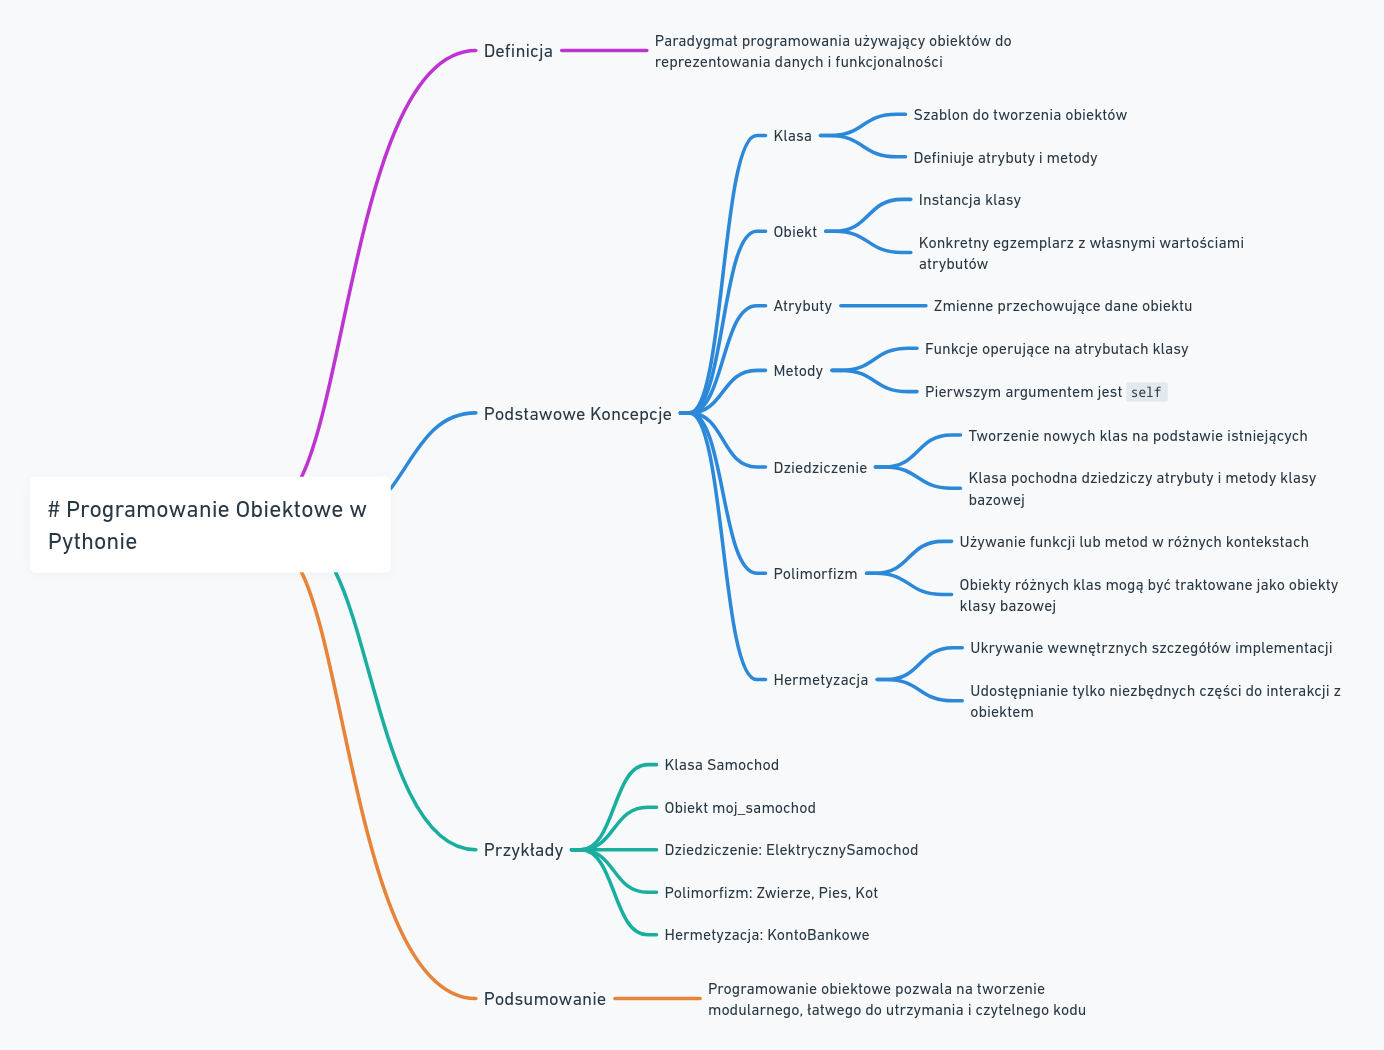 # Programowanie Obiektowe w
Pythonie
Definicja
Paradygmat programowania używający obiektów do
reprezentowania danych i funkcjonalności
Podstawowe Koncepcje
Klasa
Szablon do tworzenia obiektów
Definiuje atrybuty i metody
Obiekt
Instancja klasy
Konkretny egzemplarz z własnymi wartościami
atrybutów
Atrybuty
Zmienne przechowujące dane obiektu
Metody
Funkcje operujące na atrybutach klasy
Pierwszym argumentem jest self
Dziedziczenie
Tworzenie nowych klas na podstawie istniejących
Klasa pochodna dziedziczy atrybuty i metody klasy
bazowej
Polimorfizm
Używanie funkcji lub metod w różnych kontekstach
Obiekty różnych klas mogą być traktowane jako obiekty
klasy bazowej
Hermetyzacja
Ukrywanie wewnętrznych szczegółów implementacji
Udostępnianie tylko niezbędnych części do interakcji z
obiektem
Przykłady
Klasa Samochod
Obiekt moj_samochod
Dziedziczenie: ElektrycznySamochod
Polimorfizm: Zwierze, Pies, Kot
Hermetyzacja: KontoBankowe
Podsumowanie
Programowanie obiektowe pozwala na tworzenie
modularnego, łatwego do utrzymania i czytelnego kodu